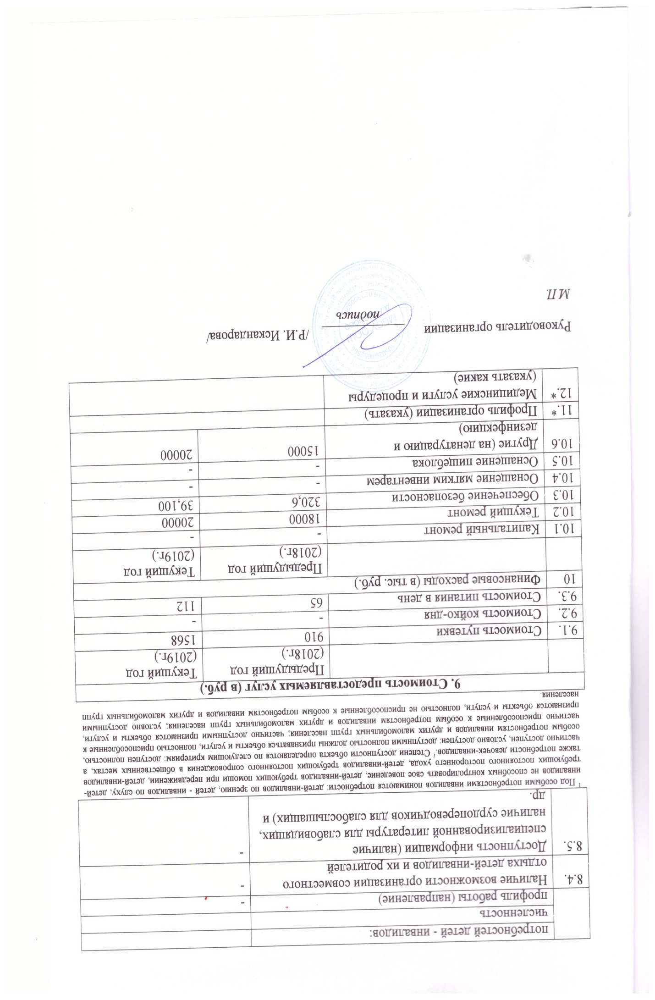 потребностей детей - инвалидов:
численность
профиль работы (направление) -
8.4. Наличие возможности организации совместного
отдыха детей-инвалидов и их родителей -
8.5. Доступность информации (наличие
специализированной литературы для слабовидящих,
наличие сурдопереводчиков для слабослышащих) и
др. -
1 Под особыми потребностями инвалидов понимаются потребности: детей-инвалидов по зрению, детей - инвалидов по слуху, детей-
инвалидов не способных контролировать свое поведение, детей-инвалидов требующих помощи при передвижении, детей-инвалидов
требующих постоянного постороннего ухода, детей-инвалидов требующих постоянного сопровождения в общественных местах, а
также потребности девочек-инвалидов.1 Степени доступности объекта определяются по следующим критериям: доступен полностью,
частично доступен, условно доступен: доступными полностью должны признаваться объекты и услуги, полностью приспособленные к
особым потребностям инвалидов и других маломобильных групп населения; частично доступными признаются объекты и услуги,
частично приспособленные к особым потребностям инвалидов и других маломобильных групп населения; условно доступными
признаются объекты и услуги, полностью не приспособленные к особым потребностям инвалидов и других маломобильных групп
населения.
9. Стоимость предоставляемых услуг (в руб.)
Предыдущий год Текущий год
(2018г.) (2019г.)
9.1. Стоимость путевки 910 1568
9.2. Стоимость койко-дня - -
9.3. Стоимость питания в день 65 112
10 Финансовые расходы (в тыс. руб.)
Предыдущий год Текущий год
(2018г.) (2019г.)
10.1 Капитальный ремонт - -
10.2 Текущий ремонт 18000 20000
10.3 Обеспечение безопасности 320,6 39,100
10.4 Оснащение мягким инвентарем - -
10.5 Оснащение пищеблока - -
10.6 Другие (на денатурацию и 15000 20000
дезинфекцию)
11.* Профиль организации (указать)
12.* Медицинские услуги и процедуры
(указать какие)
Руководитель организации /Р.И. Искандарова/
подпись
М.П.
МБОУ ООШ